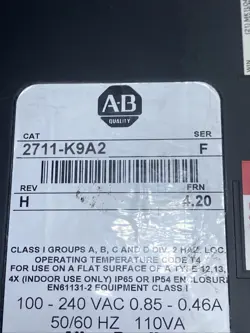 A-B
QUALITY
CAT SER
2711-K9A2 F
REV FRN
H 4.20
CLASS I GROUPS A, B, C AND D DIV. 2 HAZ. LOC.
OPERATING TEMPERATURE CODE T4
FOR USE ON A FLAT SURFACE OF A TYPE 12,13,
4X (INDOOR USE ONLY) IP65 OR IP54 ENCLOSURE
EN61131-2 EQUIPMENT CLASS I
100 - 240 VAC 0.85 - 0.46A
50/60 HZ 110VA